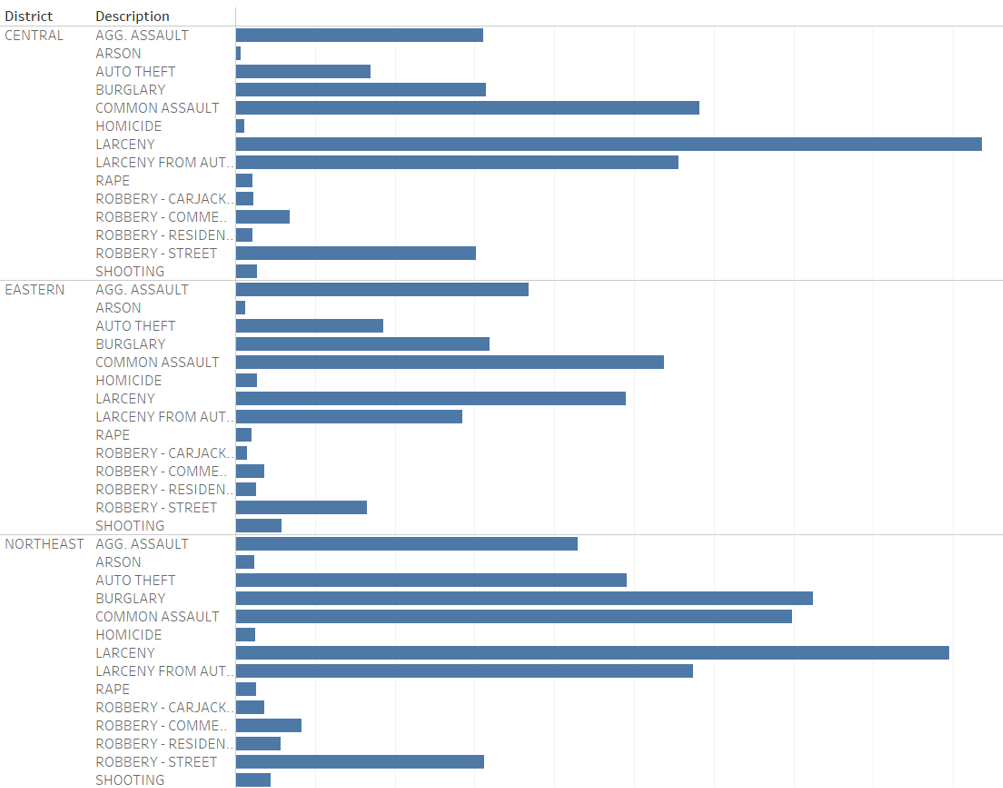 District Description
CENTRAL AGG. ASSAULT
ARSON
AUTO THEFT
BURGLARY
COMMON ASSAULT
HOMICIDE
LARCENY
LARCENY FROM AUT..
RAPE
ROBBERY - CARJACK..
ROBBERY - COMME..
ROBBERY - RESIDEN..
ROBBERY - STREET
SHOOTING
EASTERN AGG. ASSAULT
ARSON
AUTO THEFT
BURGLARY
COMMON ASSAULT
HOMICIDE
LARCENY
LARCENY FROM AUT..
RAPE
ROBBERY - CARJACK..
ROBBERY - COMME..
ROBBERY - RESIDEN..
ROBBERY - STREET
SHOOTING
NORTHEAST AGG. ASSAULT
ARSON
AUTO THEFT
BURGLARY
COMMON ASSAULT
HOMICIDE
LARCENY
LARCENY FROM AUT..
RAPE
ROBBERY - CARJACK..
ROBBERY - COMME..
ROBBERY - RESIDEN..
ROBBERY - STREET
SHOOTING